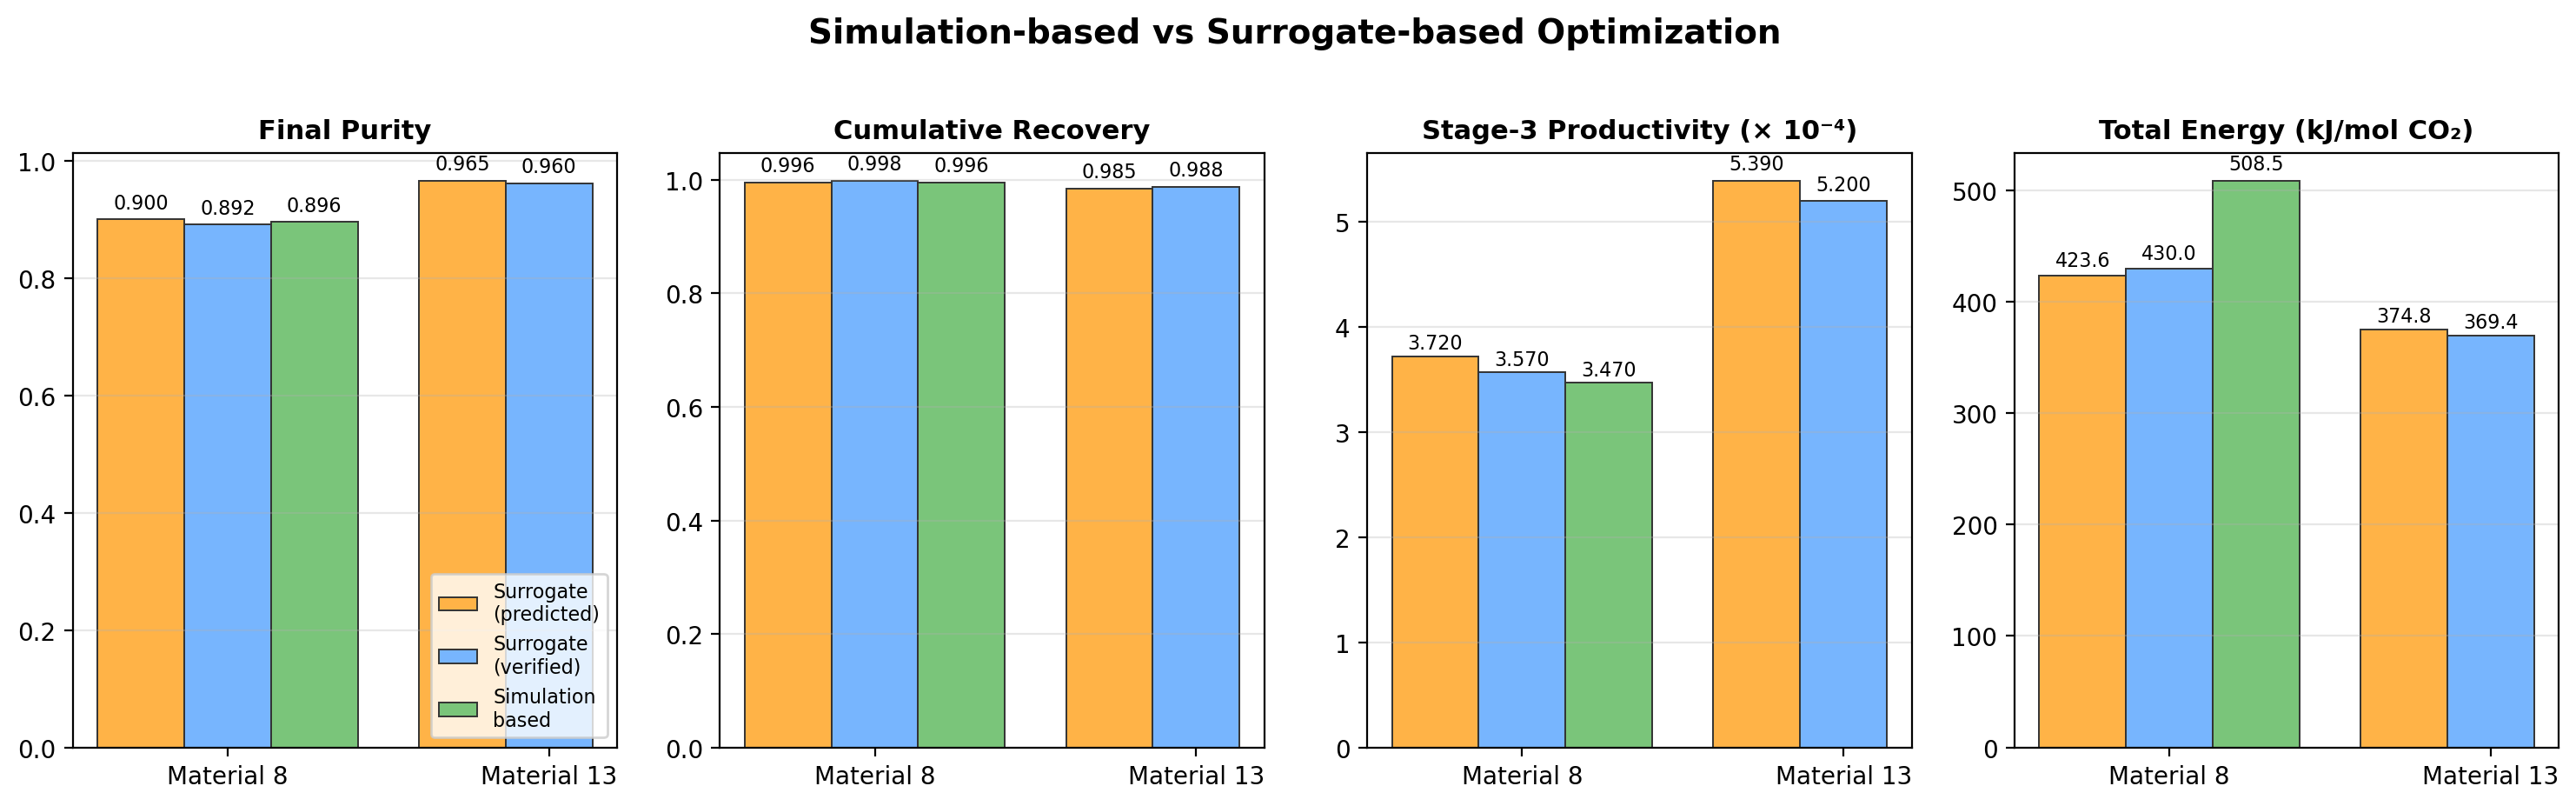 Simulation-based vs Surrogate-based Optimization
Final Purity
1.0
0.8
0.6
0.4
0.2
0.0
0.900
0.892
0.896
0.965
0.960
Surrogate
(predicted)
Surrogate
(verified)
Simulation
based
Material 8
Material 13
Cumulative Recovery
1.0
0.8
0.6
0.4
0.2
0.0
0.996
0.998
0.996
0.985
0.988
Material 8
Material 13
Stage-3 Productivity (× 10⁻⁴)
5
4
3
2
1
0
3.720
3.570
3.470
5.390
5.200
Material 8
Material 13
Total Energy (kJ/mol CO₂)
500
400
300
200
100
0
423.6
430.0
508.5
374.8
369.4
Material 8
Material 13